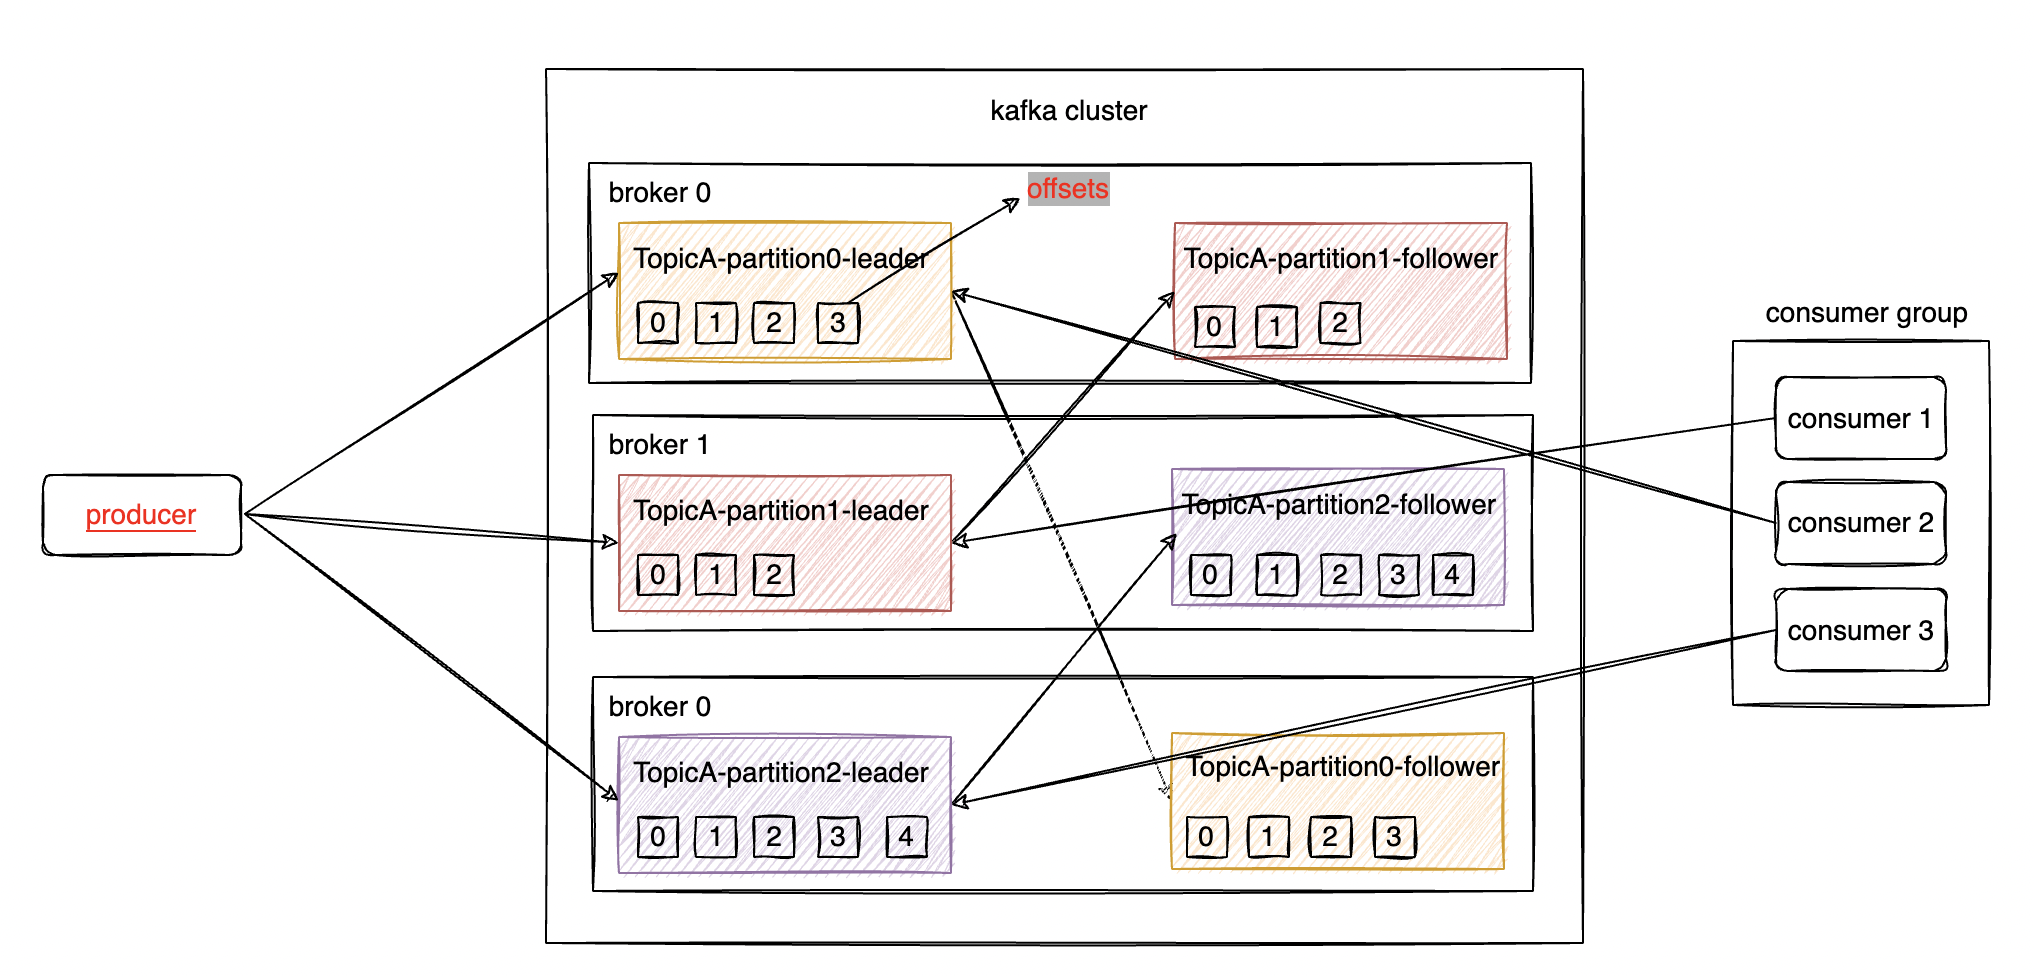 kafka cluster
broker 0
offsets
TopicA-partition0-leader
0 1 2 3
TopicA-partition1-follower
0 1 2
broker 1
TopicA-partition1-leader
0 1 2
TopicA-partition2-follower
0 1 2 3 4
broker 0
TopicA-partition2-leader
0 1 2 3 4
TopicA-partition0-follower
0 1 2 3
producer
consumer group
consumer 1
consumer 2
consumer 3